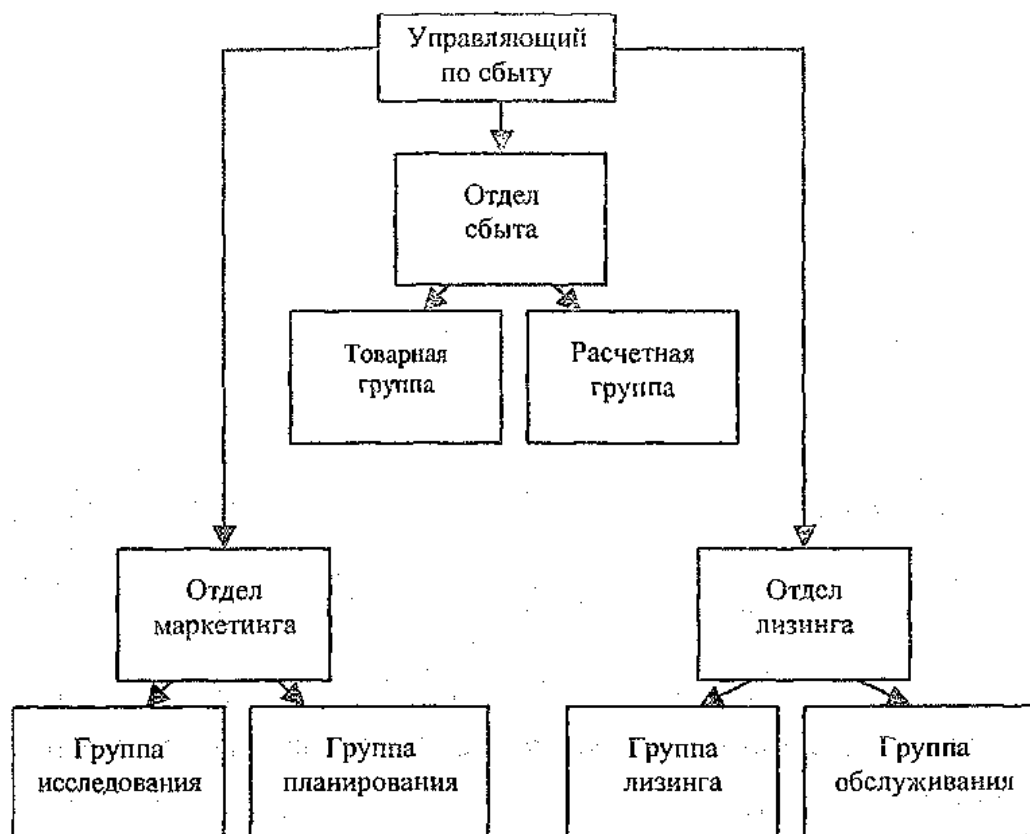 Управляющий
по сбыту
Отдел
сбыта
Товарная
группа
Расчетная
группа
Отдел
маркетинга
Отдел
лизинга
Группа
исследования
Группа
планирования
Группа
лизинга
Группа
обслуживания